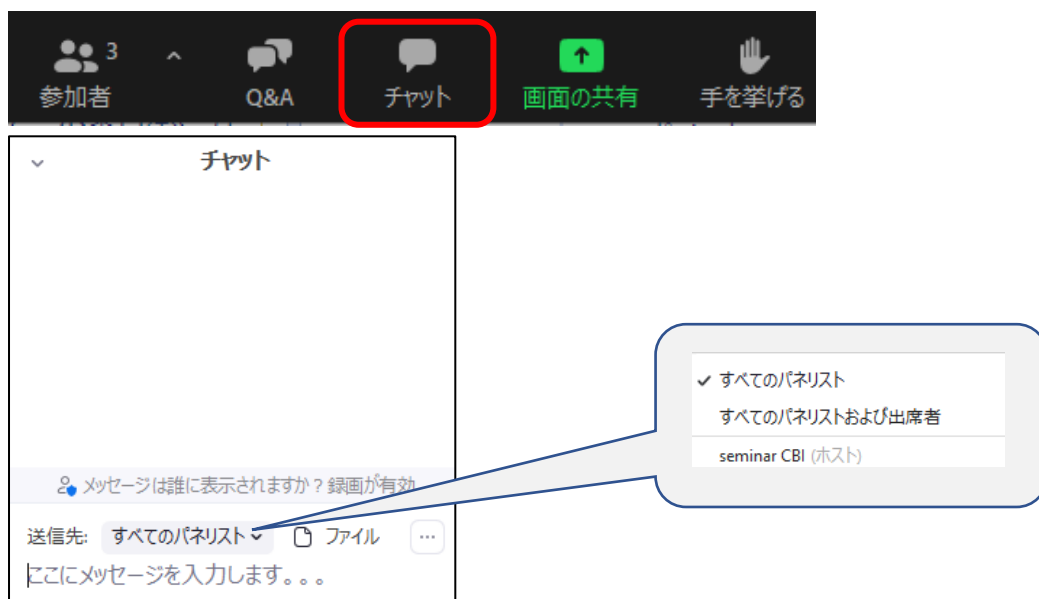 3
参加者
Q&A
チャット
画面の共有
手を挙げる
チャット
メッセージは誰に表示されますか？録画が有効
送信先: すべてのパネリスト ファイル ...
ここにメッセージを入力します。。。
すべてのパネリスト
すべてのパネリストおよび出席者
seminar CBI (ホスト)